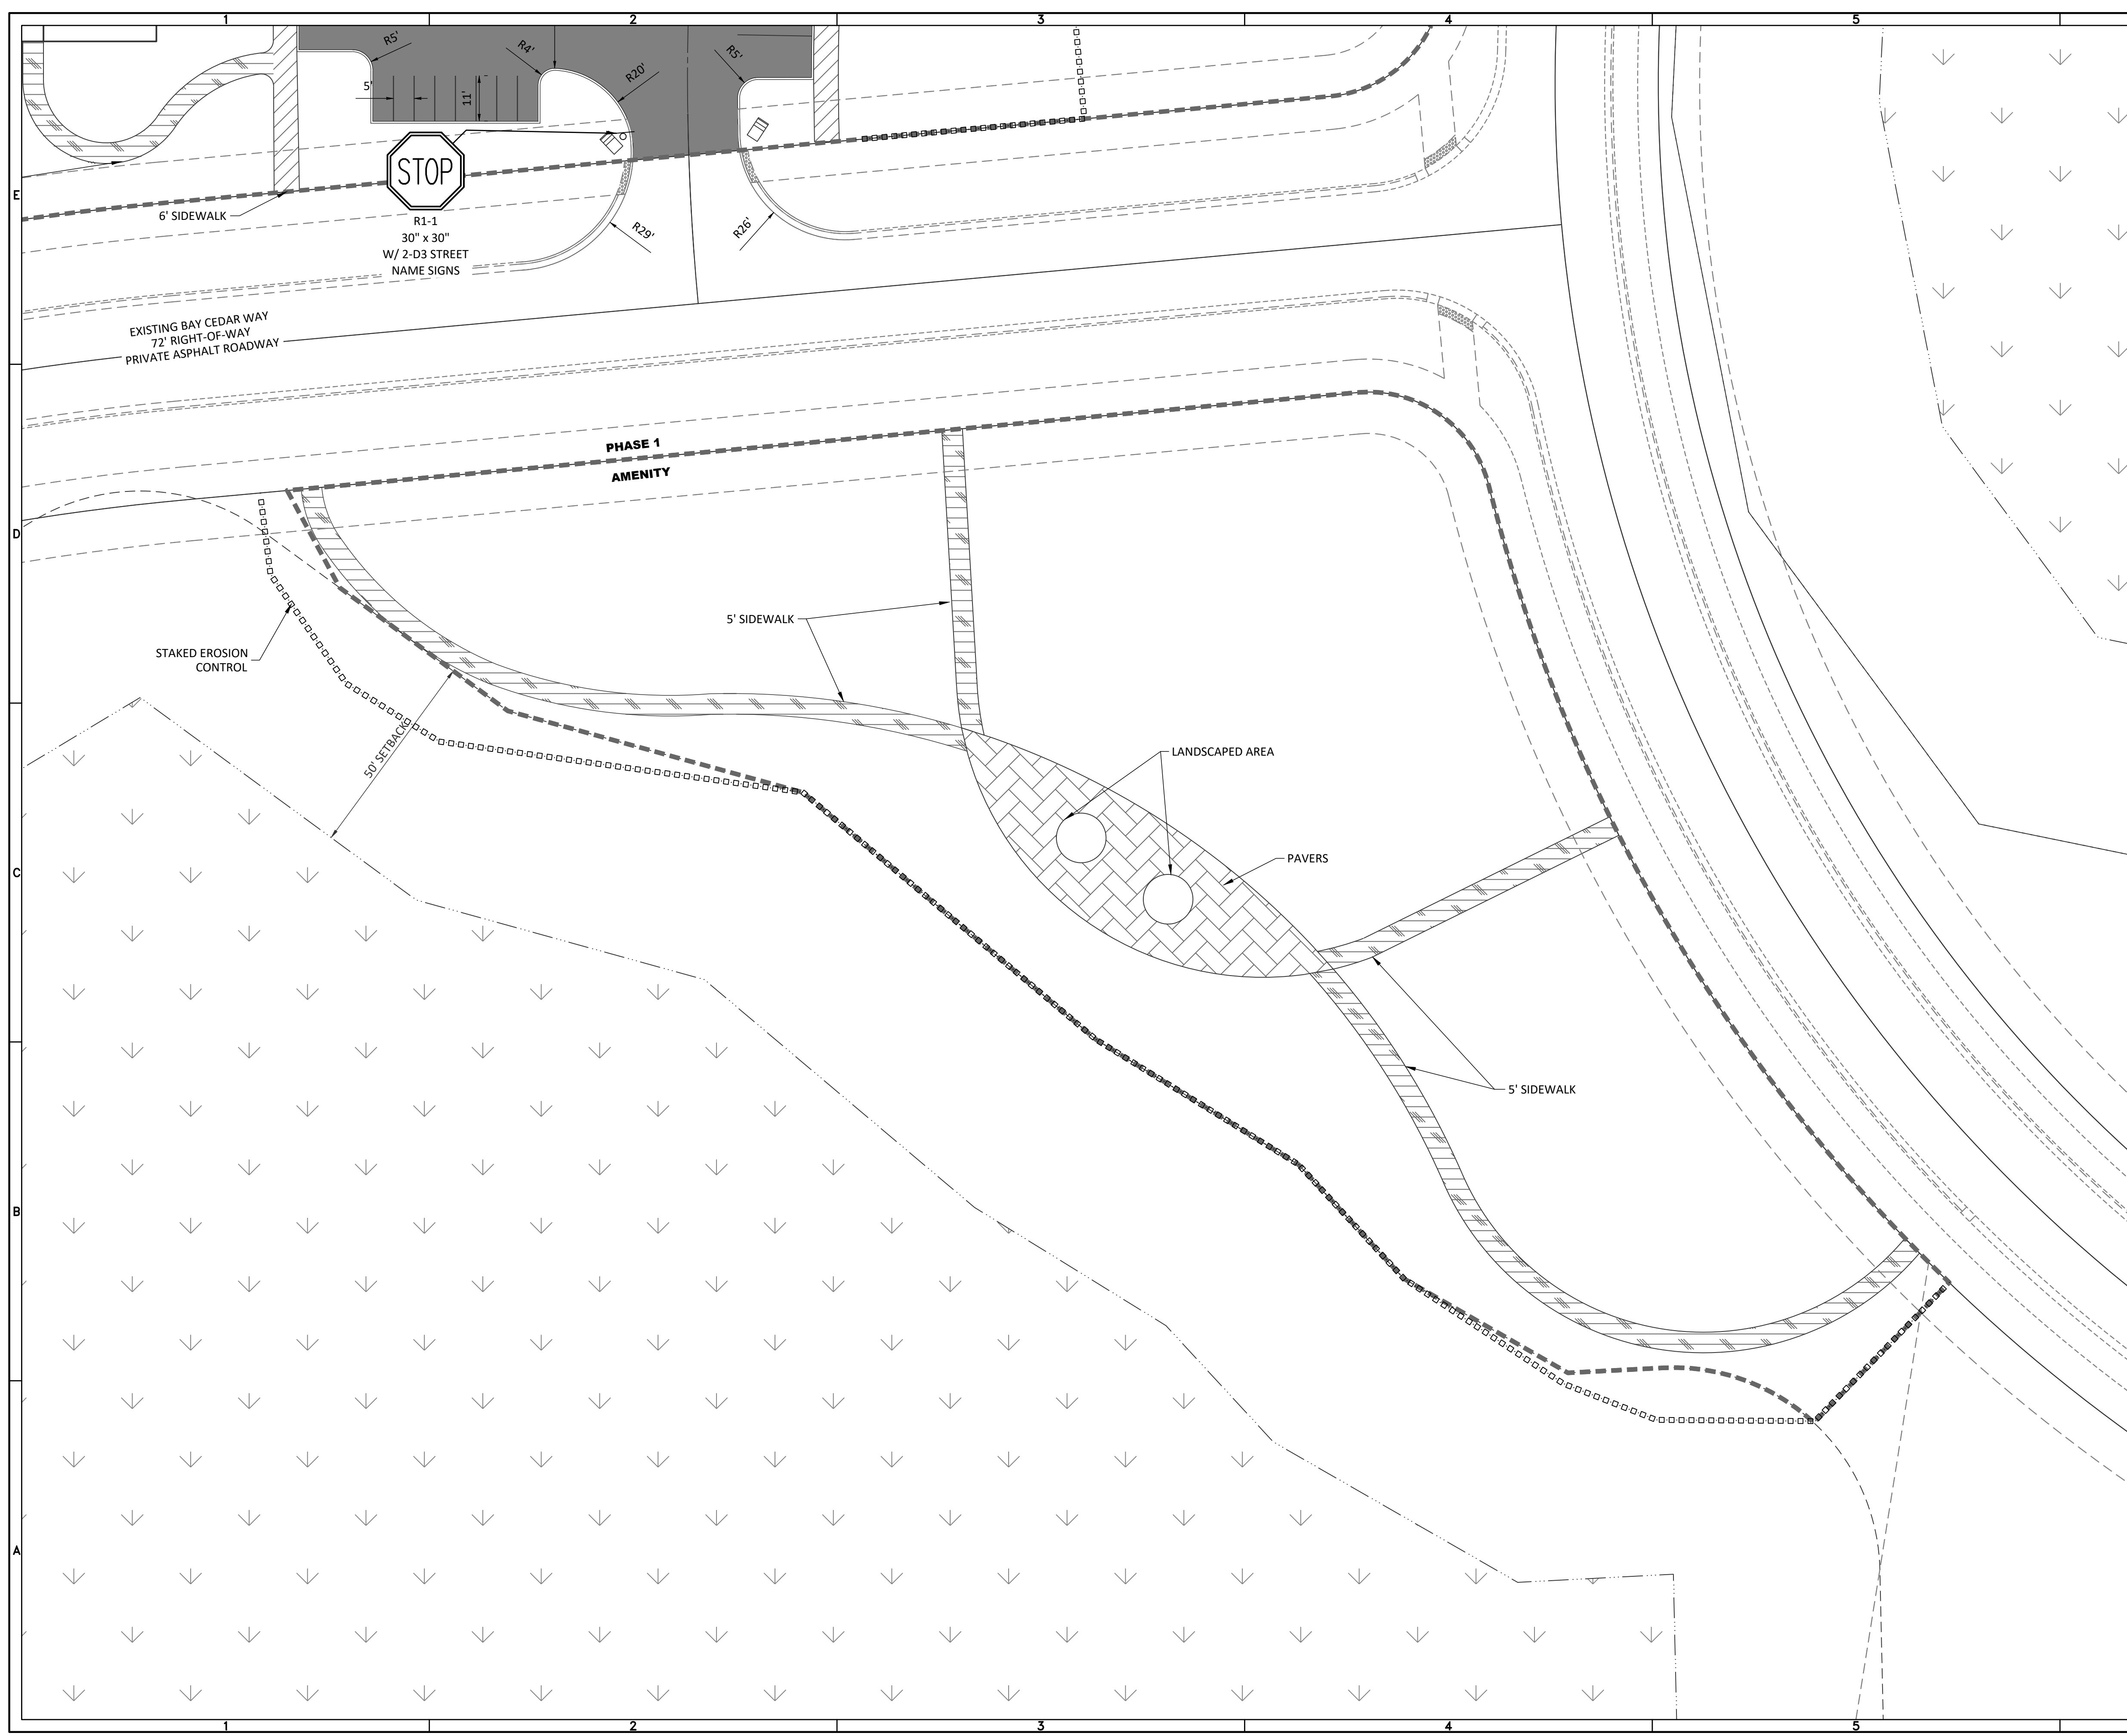 1 2 3 4 5
R5'
R4'
R20'
R5'
5'
11'
STOP
E
6' SIDEWALK
R1-1
30" x 30"
W/ 2-D3 STREET
NAME SIGNS
R29'
R26'
EXISTING BAY CEDAR WAY
72' RIGHT-OF-WAY
PRIVATE ASPHALT ROADWAY
PHASE 1
AMENITY
D
5' SIDEWALK
STAKED EROSION
CONTROL
50' SETBACK
LANDSCAPED AREA
PAVERS
C
5' SIDEWALK
B
A
1 2 3 4 5